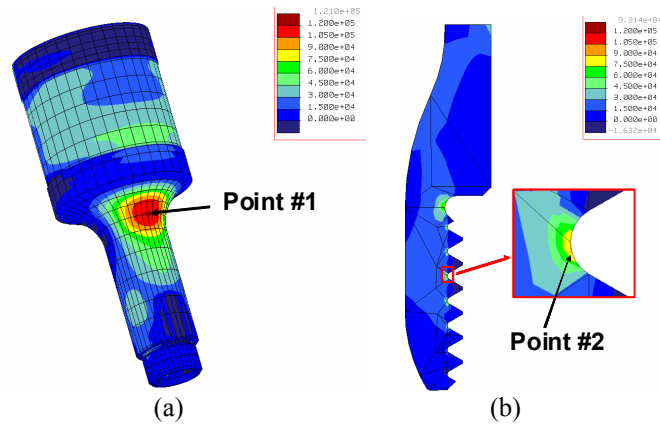 1.210e+05
1.200e+05
1.050e+05
9.000e+04
7.500e+04
6.000e+04
4.500e+04
3.000e+04
1.500e+04
0.000e+00
9.314e+04
1.200e+05
1.050e+05
9.000e+04
7.500e+04
6.000e+04
4.500e+04
3.000e+04
1.500e+04
0.000e+00
-1.632e+04
Point #1
Point #2
(a)
(b)